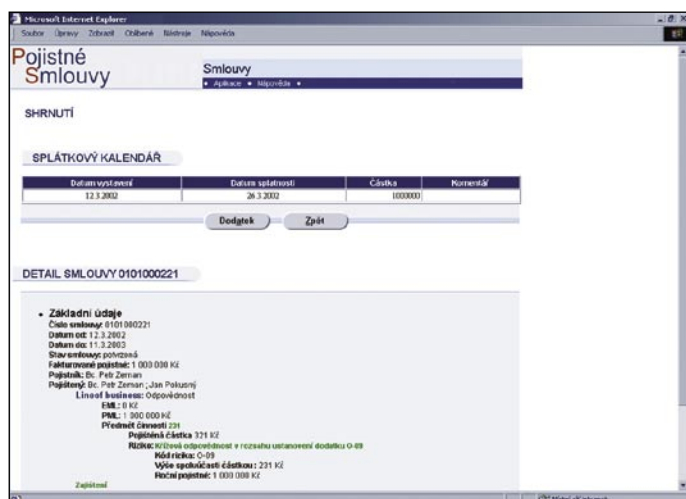 Microsoft Internet Explorer
Soubor Úpravy Zobrazit Oblíbené Nástroje Nápověda
Pojistné
Smlouvy
Smlouvy
• Aplikace • Nápověda •
SHRNUTÍ
SPLÁTKOVÝ KALENDÁŘ
Datum vystavení Datum splatnosti Částka Komentář
12.3.2002 26.3.2002 1000000
Dodatek Zpět
DETAIL SMLOUVY 0101000221
• Základní údaje
Číslo smlouvy: 0101000221
Datum od: 12.3.2002
Datum do: 11.3.2003
Stav smlouvy: potvrzená
Fakturované pojistné: 1 000 000 Kč
Pojistník: Bc. Petr Zeman
Pojištěný: Bc. Petr Zeman ; Jan Pokusný
Line of business: Odpovědnost
EML: 0 Kč
PML: 1 000 000 Kč
Předmět činnosti 231
Pojištěná částka 321 Kč
Riziko: Křížová odpovědnost v rozsahu ustanovení dodatku O-09
Kód rizika: O-09
Výše spoluúčasti částkou : 231 Kč
Roční pojistné: 1 000 000 Kč
Zajištění